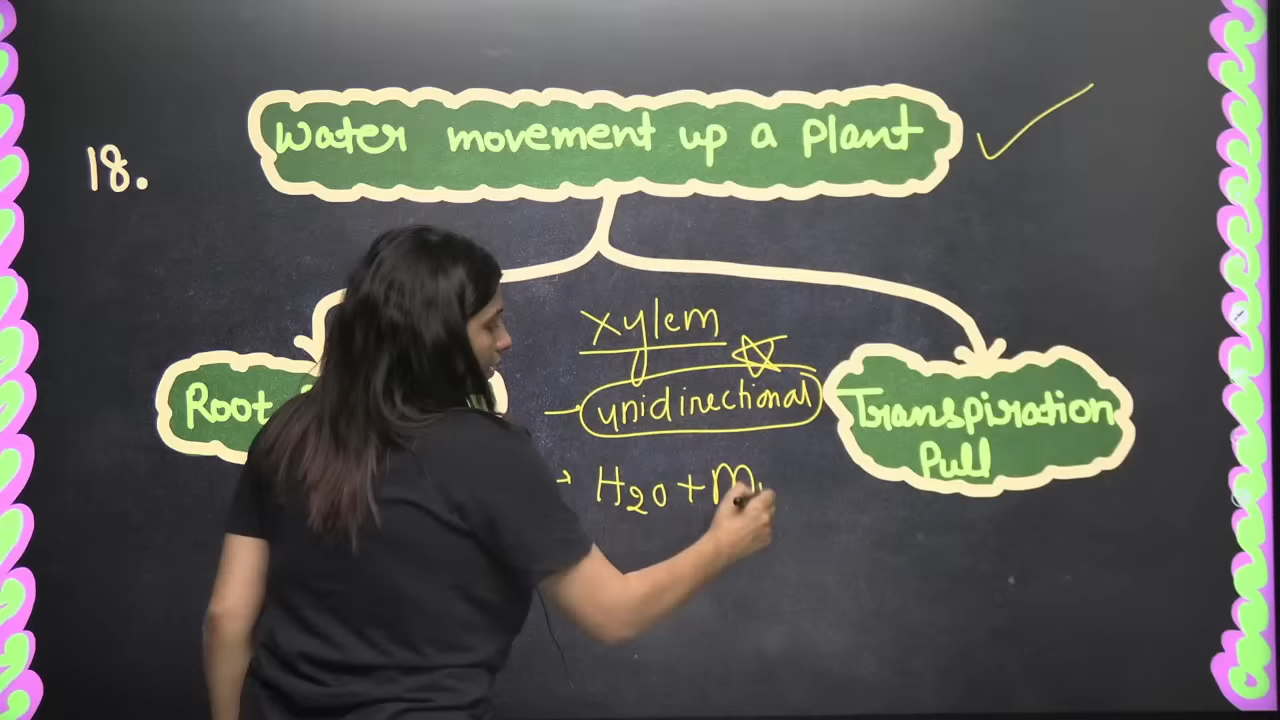 18.
Water movement up a plant
xylem
unidirectional
Root
Transpiration
Pull
H2O + M